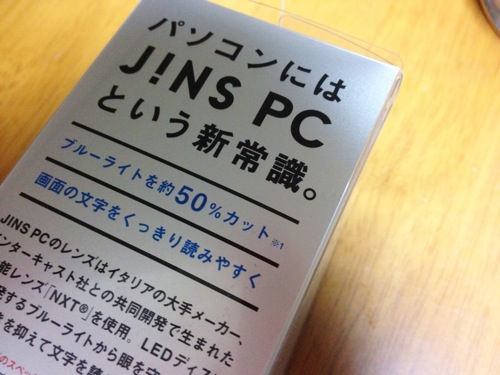 パソコンには
J!NS PC
という新常識。
ブルーライトを約50%カット※1
画面の文字をくっきり読みやすく
JINS PCのレンズはイタリアの大手メーカー、
ンターキャスト社との共同開発で生まれた
能レンズ「NXT®」を使用。LEDディス
するブルーライトから眼を守
を抑えて文字を読
のスペッ